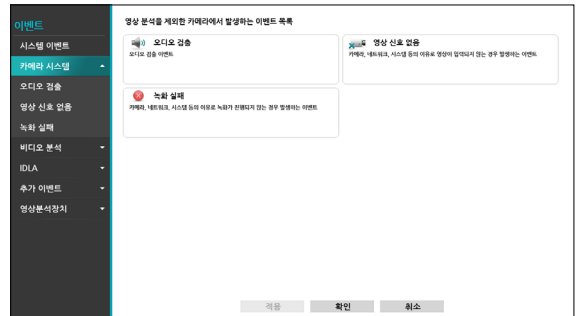 이벤트
시스템 이벤트
카메라 시스템
오디오 검출
영상 신호 없음
녹화 실패
비디오 분석
IDLA
추가 이벤트
영상분석장치
영상 분석을 제외한 카메라에서 발생하는 이벤트 목록
오디오 검출
오디오 검출 이벤트
영상 신호 없음
카메라, 네트워크, 시스템 등의 이유로 영상이 입력되지 않는 경우 발생하는 이벤트
녹화 실패
카메라, 네트워크, 시스템 등의 이유로 녹화가 진행되지 않는 경우 발생하는 이벤트
적용
확인
취소